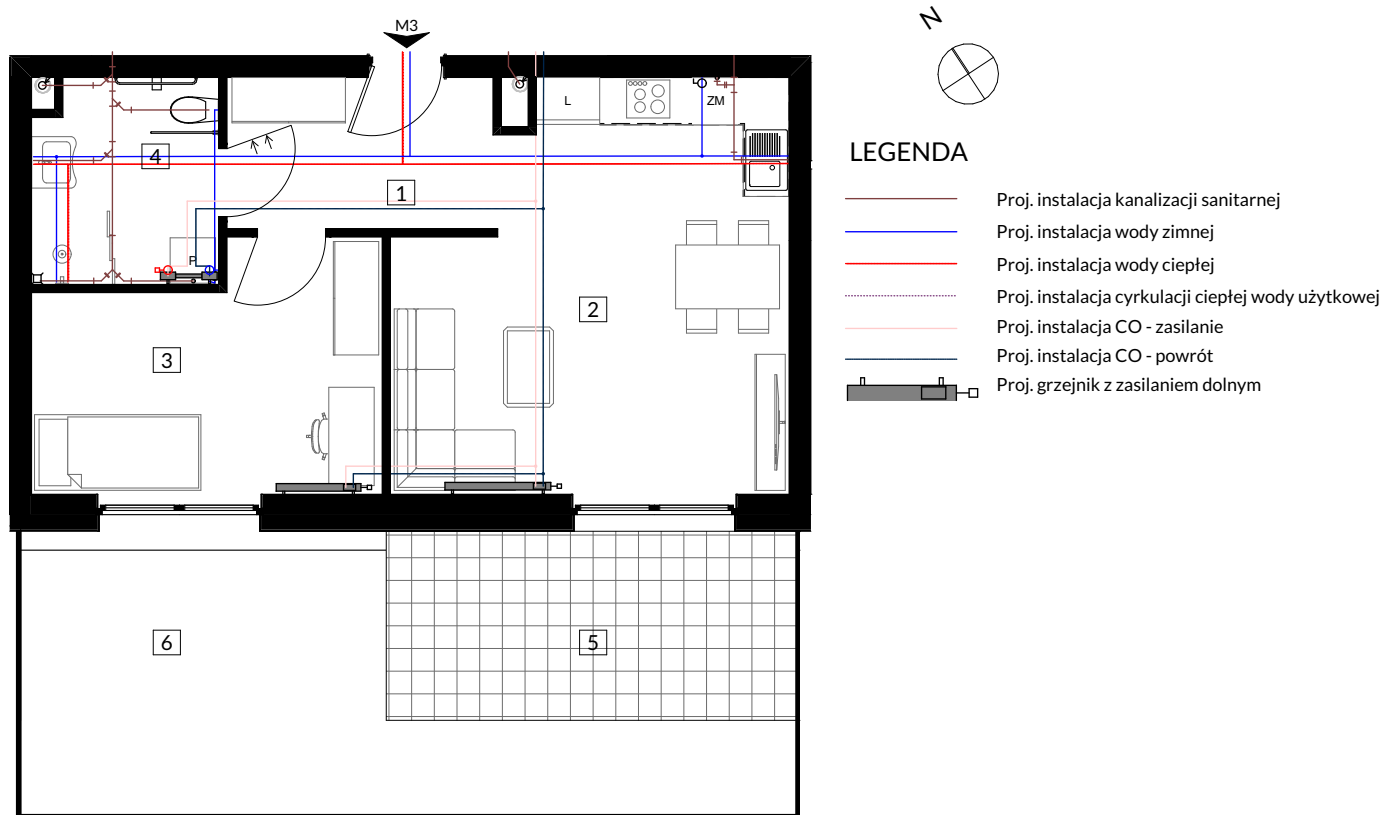 M3
N
L
ZM
4
1
P
2
3
6
5
LEGENDA
Proj. instalacja kanalizacji sanitarnej
Proj. instalacja wody zimnej
Proj. instalacja wody ciepłej
Proj. instalacja cyrkulacji ciepłej wody użytkowej
Proj. instalacja CO - zasilanie
Proj. instalacja CO - powrót
Proj. grzejnik z zasilaniem dolnym